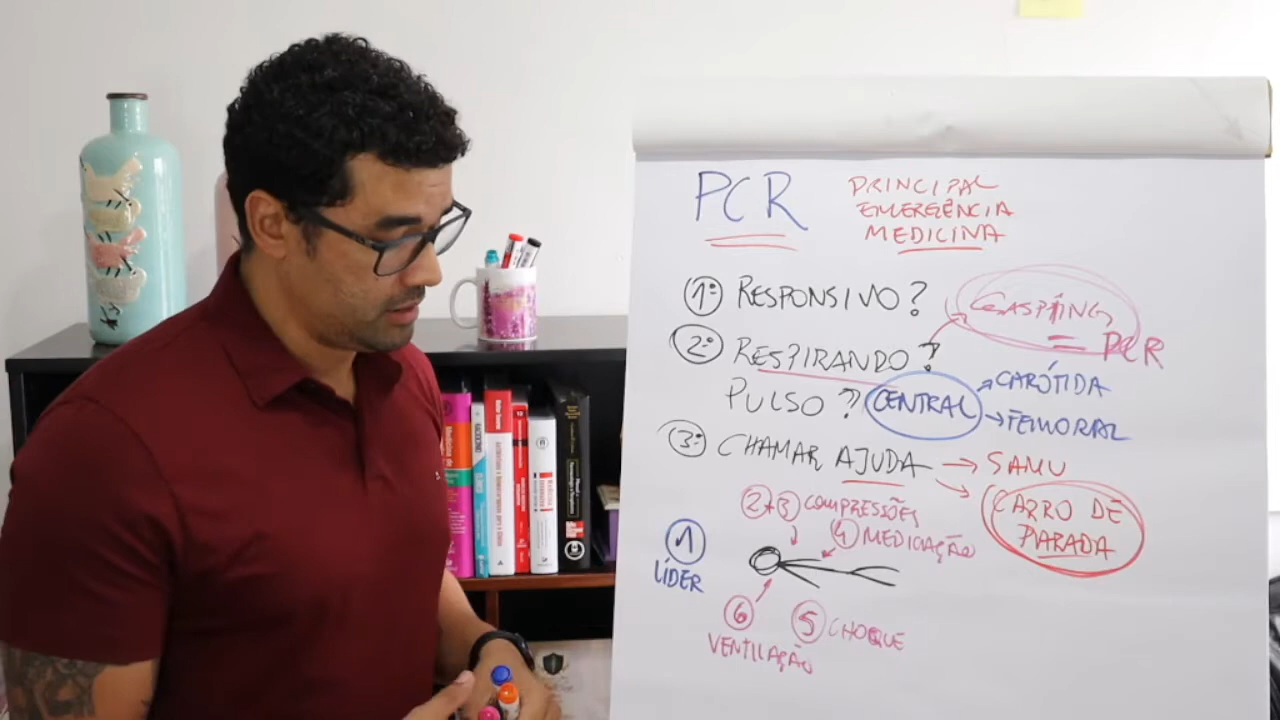 PCR
PRINCIPAL
EMERGÊNCIA
MEDICINA
1º RESPONSIVO?
GASPING
= PCR
2º RESPIRANDO?
PULSO? CENTRAL
CARÓTIDA
FEMORAL
3º CHAMAR AJUDA → SAMU
CARRO DE
PARADA
2+3 COMPRESSÕES
4 MEDICAÇÃO
1
LÍDER
6
VENTILAÇÃO
5 CHOQUE